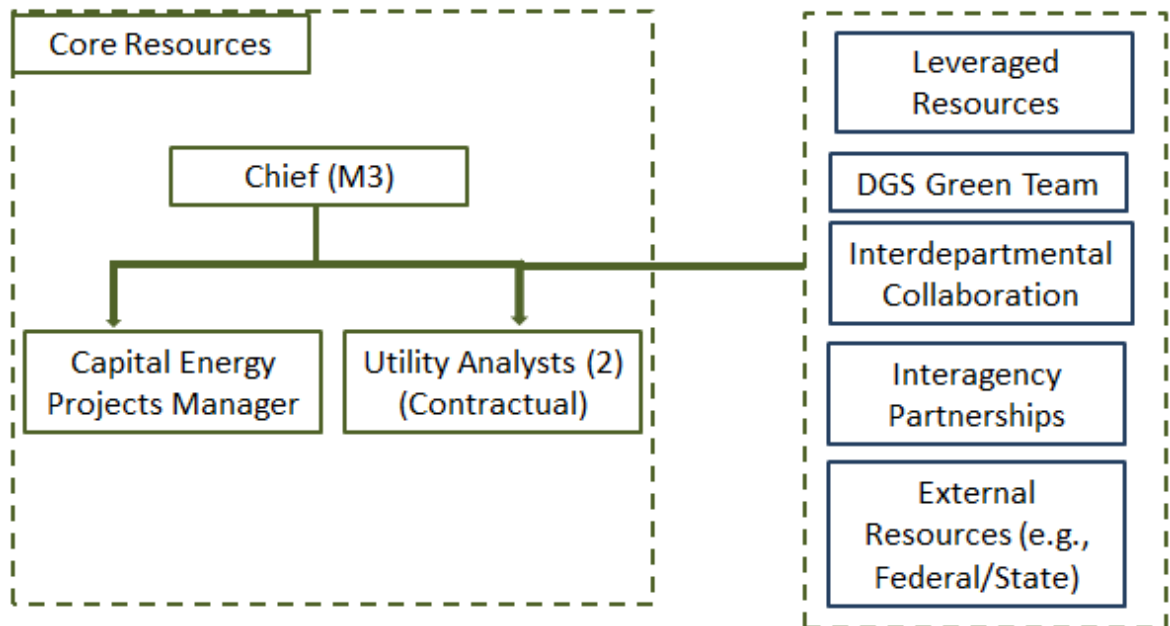 Core Resources
Chief (M3)
Capital Energy
Projects Manager
Utility Analysts (2)
(Contractual)
Leveraged
Resources
DGS Green Team
Interdepartmental
Collaboration
Interagency
Partnerships
External
Resources (e.g.,
Federal/State)